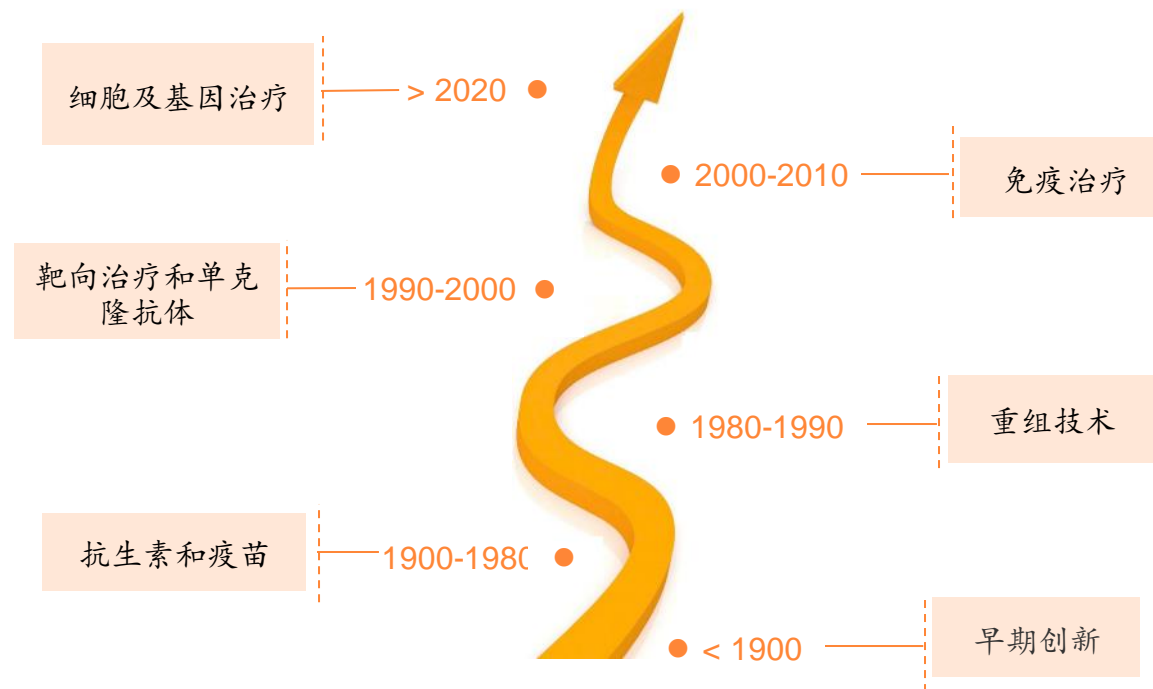 细胞及基因治疗
> 2020
2000-2010
免疫治疗
靶向治疗和单克
隆抗体
1990-2000
1980-1990
重组技术
抗生素和疫苗
1900-1980
< 1900
早期创新